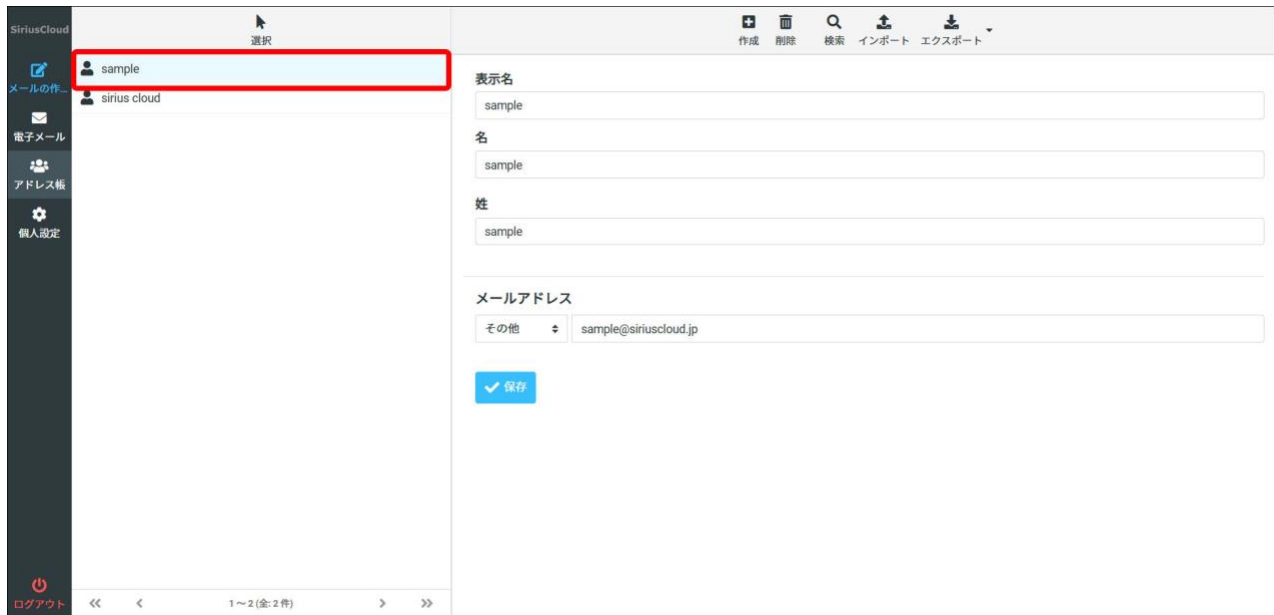 SiriusCloud
メールの作...
電子メール
アドレス帳
個人設定
ログアウト
選択
sample
sirius cloud
1～2 (全: 2 件)
作成
削除
検索
インポート
エクスポート
表示名
sample
名
sample
姓
sample
メールアドレス
その他
sample@siriuscloud.jp
保存